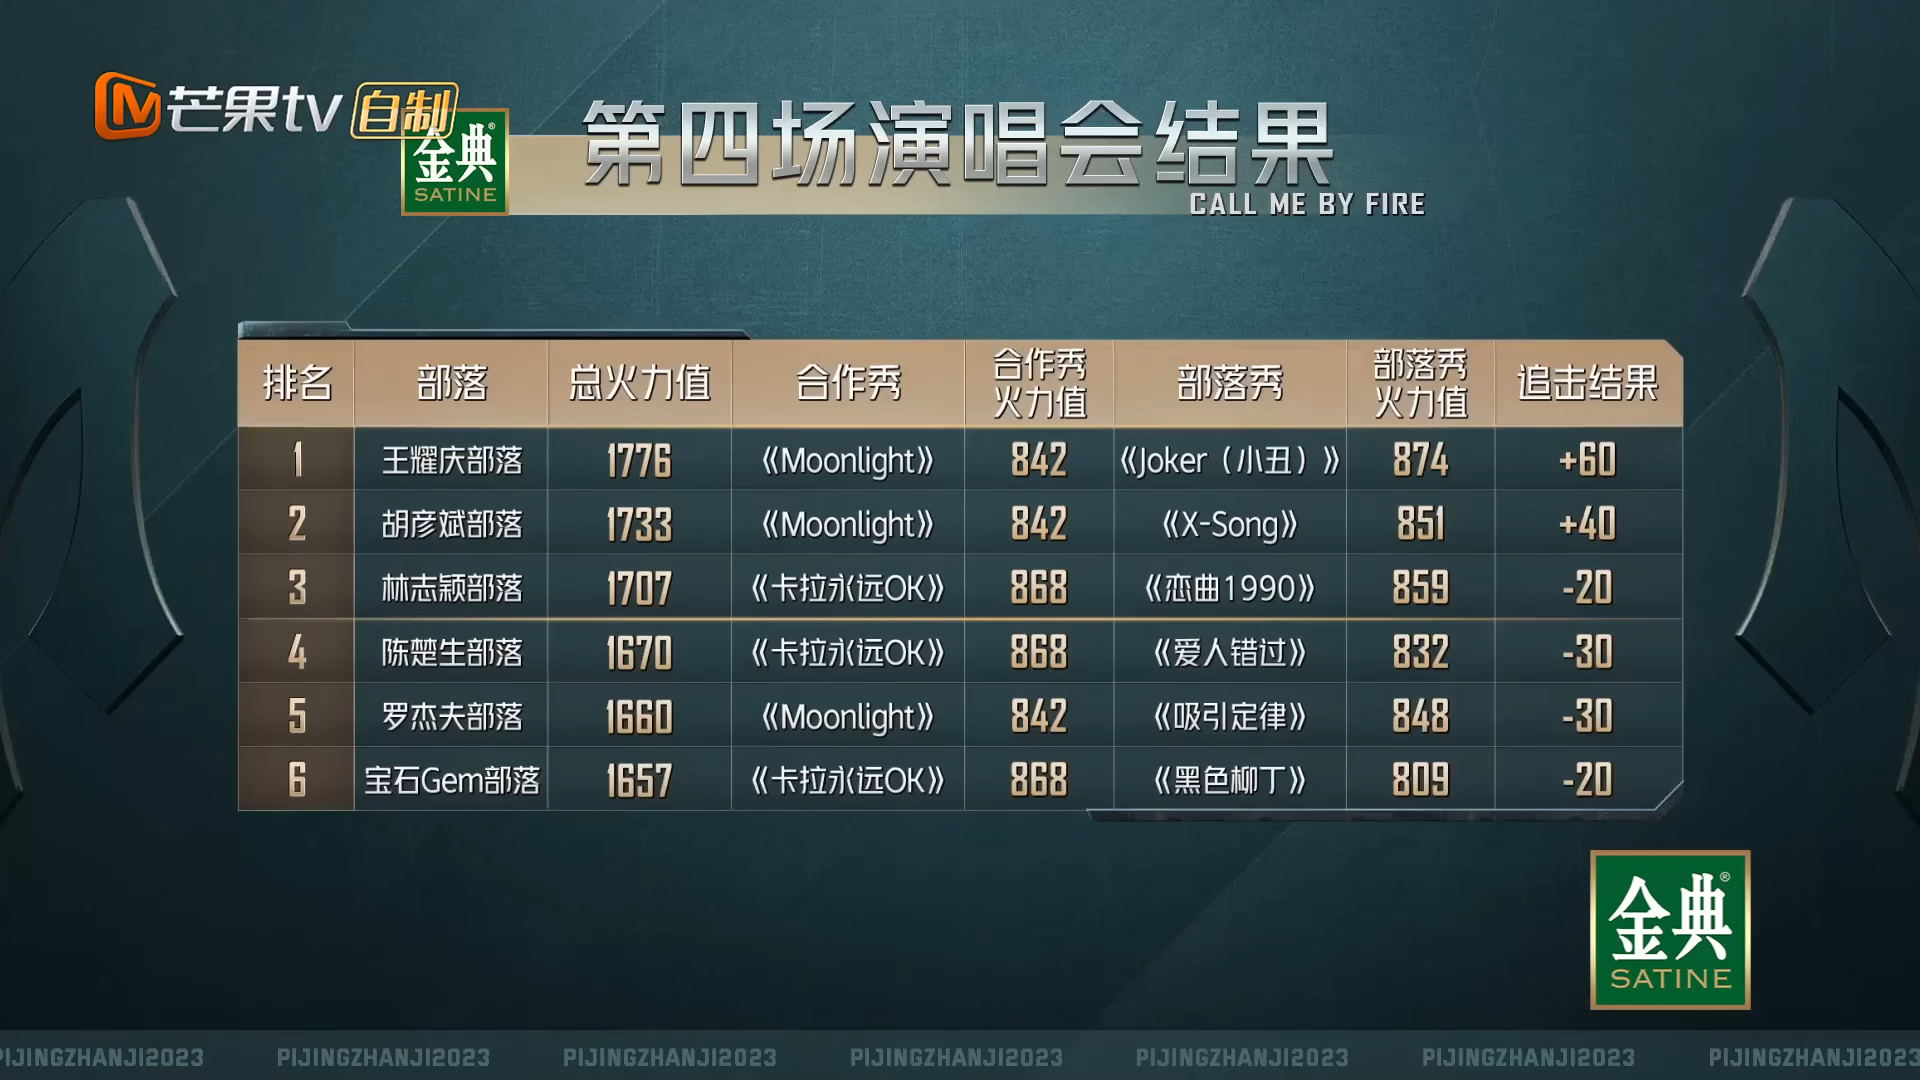 芒果tv 自制
金典®
SATINE
第四场演唱会结果
CALL ME BY FIRE
排名 部落 总火力值 合作秀 合作秀火力值 部落秀 部落秀火力值 追击结果
1 王耀庆部落 1776 《Moonlight》 842 《Joker（小丑）》 874 +60
2 胡彦斌部落 1733 《Moonlight》 842 《X-Song》 851 +40
3 林志颖部落 1707 《卡拉永远OK》 868 《恋曲1990》 859 -20
4 陈楚生部落 1670 《卡拉永远OK》 868 《爱人错过》 832 -30
5 罗杰夫部落 1660 《Moonlight》 842 《吸引定律》 848 -30
6 宝石Gem部落 1657 《卡拉永远OK》 868 《黑色柳丁》 809 -20
金典®
SATINE
PIJINGZHANJI2023 PIJINGZHANJI2023 PIJINGZHANJI2023 PIJINGZHANJI2023 PIJINGZHANJI2023 PIJINGZHANJI2023 PIJINGZHANJI2023